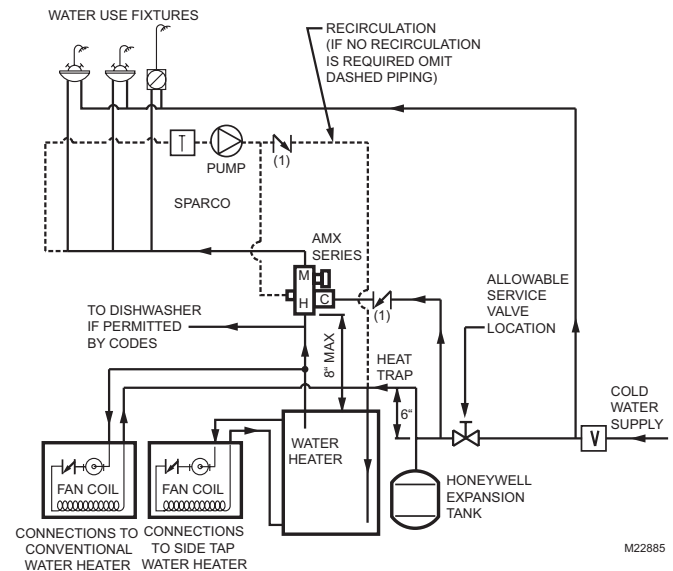 WATER USE FIXTURES
RECIRCULATION
(IF NO RECIRCULATION
IS REQUIRED OMIT
DASHED PIPING)
T
PUMP
(1)
SPARCO
AMX
SERIES
M
H
C
(1)
ALLOWABLE
SERVICE
VALVE
LOCATION
TO DISHWASHER
IF PERMITTED
BY CODES
8" MAX
HEAT
TRAP
6"
COLD
WATER
SUPPLY
V
WATER
HEATER
FAN COIL
FAN COIL
HONEYWELL
EXPANSION
TANK
CONNECTIONS TO
CONVENTIONAL
WATER HEATER
CONNECTIONS
TO SIDE TAP
WATER HEATER
M22885